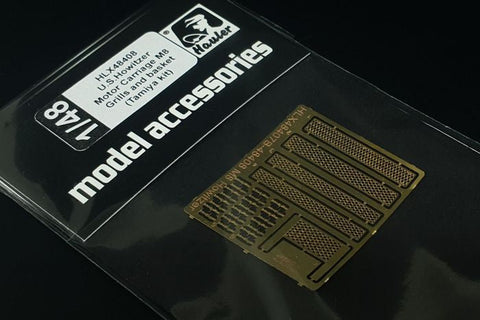 1/48
HLX48408
U.S.Howitzer
Motor Carriage M8
Grills and basket
(Tamiya kit)
Hauler
®
model accessories